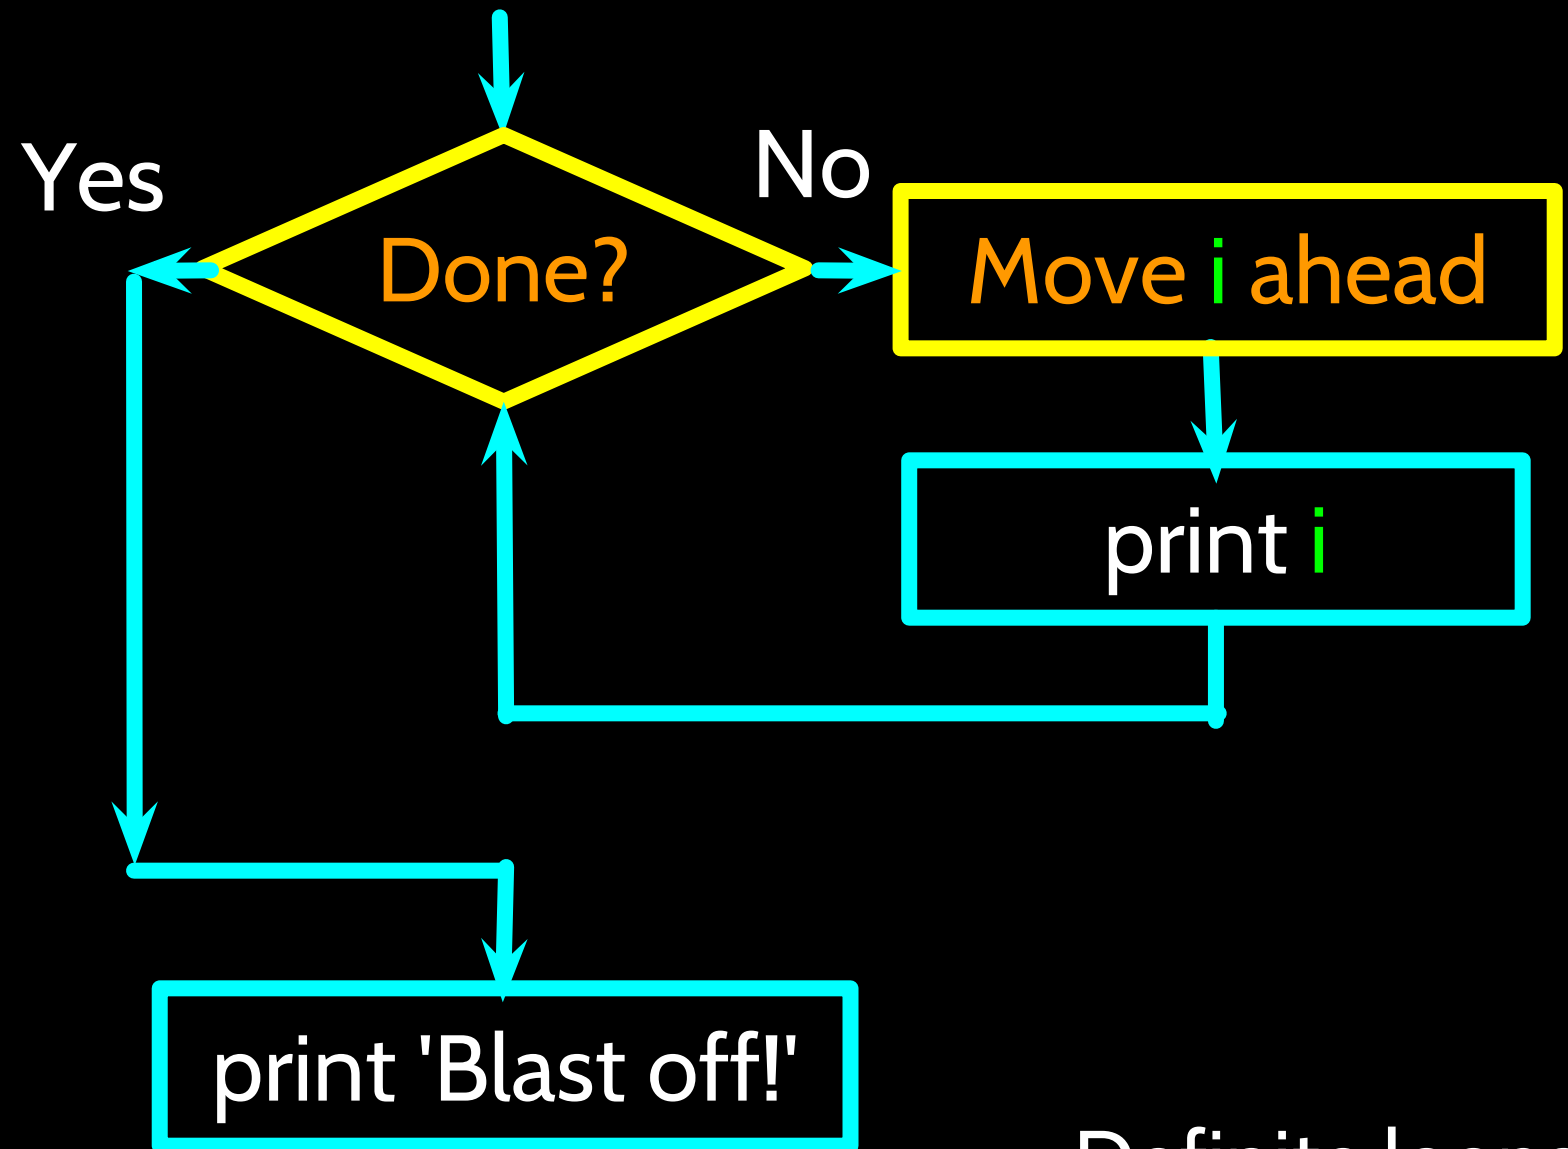 Yes
No
Done?
Move i ahead
print i
print 'Blast off!'